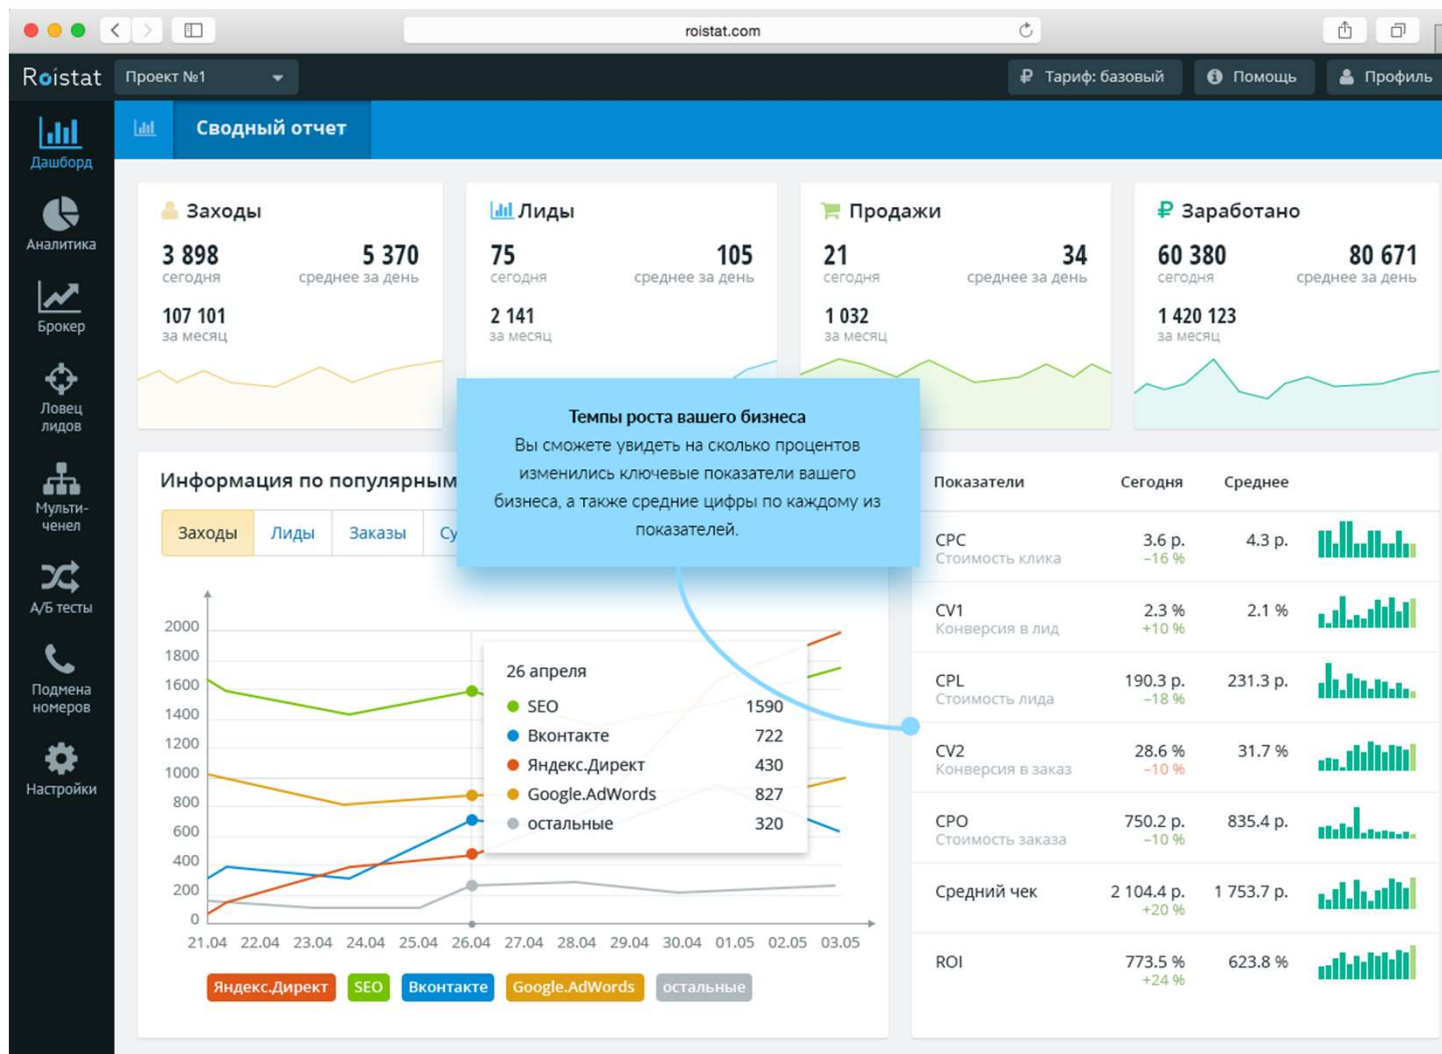 roistat.com
Roistat
Проект №1
Тариф: базовый
Помощь
Профиль
Дашборд
Аналитика
Брокер
Ловец
лидов
Мульти-
ченел
А/Б тесты
Подмена
номеров
Настройки
Сводный отчет
Заходы
3 898
сегодня
5 370
среднее за день
107 101
за месяц
Лиды
75
сегодня
105
среднее за день
2 141
за месяц
Продажи
21
сегодня
34
среднее за день
1 032
за месяц
₽ Заработано
60 380
сегодня
80 671
среднее за день
1 420 123
за месяц
Темпы роста вашего бизнеса
Вы сможете увидеть на сколько процентов
изменились ключевые показатели вашего
бизнеса, а также средние цифры по каждому из
показателей.
Информация по популярным
Заходы
Лиды
Заказы
2000
1800
1600
1400
1200
1000
800
600
400
200
0
21.04 22.04 23.04 24.04 25.04 26.04 27.04 28.04 29.04 30.04 01.05 02.05 03.05
26 апреля
SEO 1590
Вконтакте 722
Яндекс.Директ 430
Google.AdWords 827
остальные 320
Яндекс.Директ SEO Вконтакте Google.AdWords остальные
Показатели Сегодня Среднее
CPC 3.6 р. 4.3 р.
Стоимость клика –16 %
CV1 2.3 % 2.1 %
Конверсия в лид +10 %
CPL 190.3 р. 231.3 р.
Стоимость лида –18 %
CV2 28.6 % 31.7 %
Конверсия в заказ –10 %
CPO 750.2 р. 835.4 р.
Стоимость заказа –10 %
Средний чек 2 104.4 р. 1 753.7 р.
+20 %
ROI 773.5 % 623.8 %
+24 %